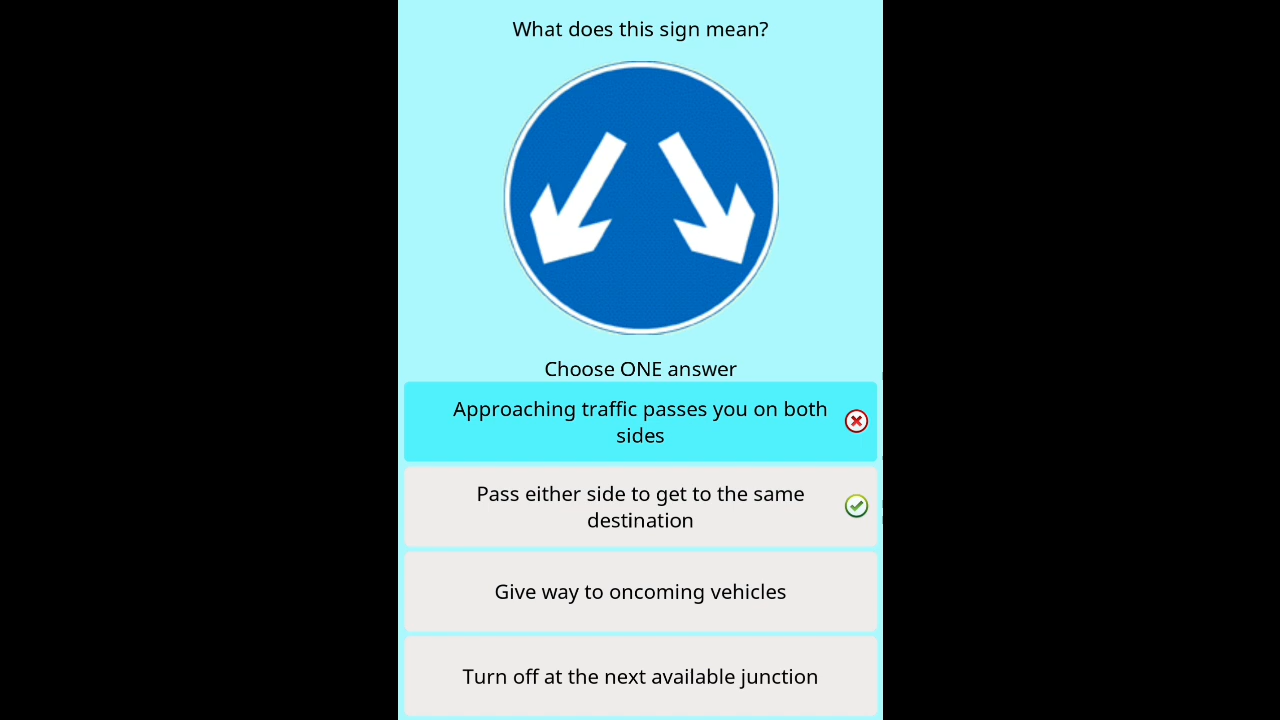 What does this sign mean?
Choose ONE answer
Approaching traffic passes you on both
sides
Pass either side to get to the same
destination
Give way to oncoming vehicles
Turn off at the next available junction